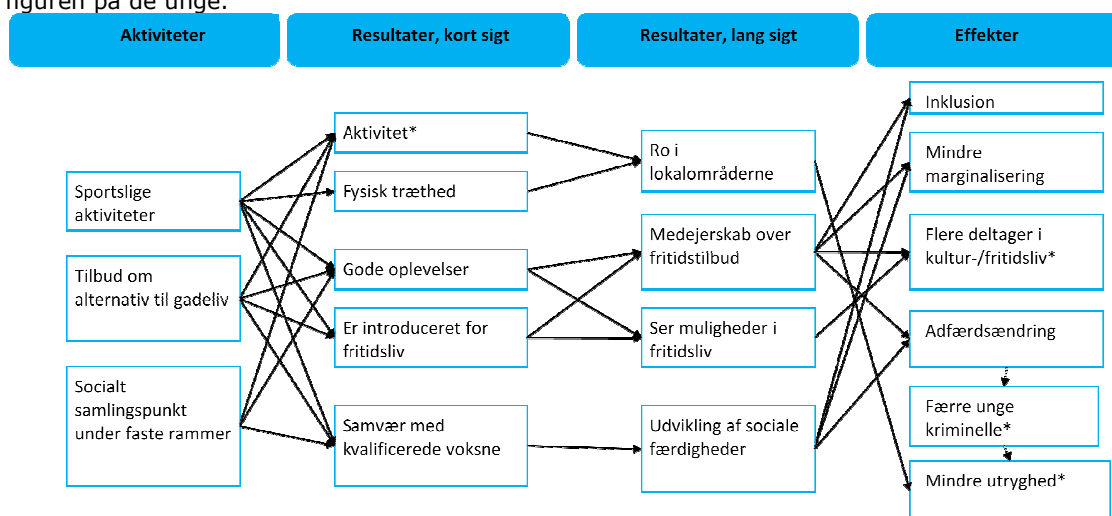 figuren på de unge.
Aktiviteter
Resultater, kort sigt
Resultater, lang sigt
Effekter
Sportslige
aktiviteter
Tilbud om
alternativ til gadeliv
Socialt
samlingspunkt
under faste rammer
Aktivitet*
Fysisk træthed
Gode oplevelser
Er introduceret for
fritidsliv
Samvær med
kvalificerede voksne
Ro i
lokalområderne
Medejerskab over
fritidstilbud
Ser muligheder i
fritidsliv
Udvikling af sociale
færdigheder
Inklusion
Mindre
marginalisering
Flere deltager i
kultur-/fritidsliv*
Adfærdsændring
Færre unge
kriminelle*
Mindre utryghed*